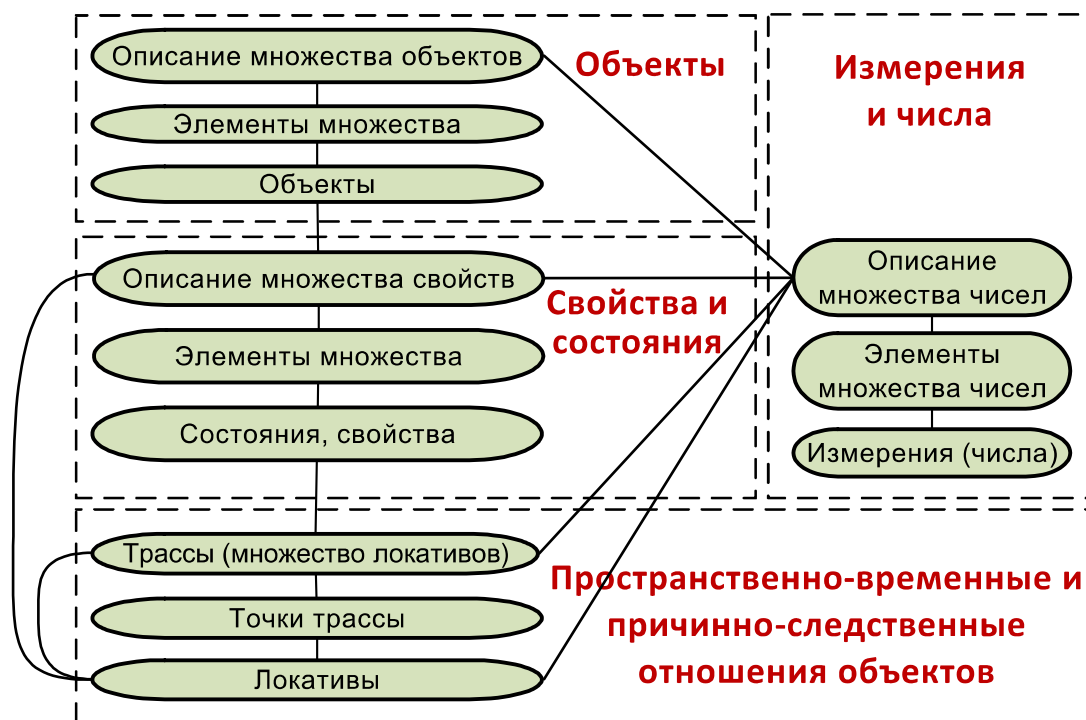 Описание множества объектов
Объекты
Элементы множества
Объекты
Измерения
и числа
Описание множества свойств
Свойства и
состояния
Элементы множества
Состояния, свойства
Описание
множества чисел
Элементы
множества чисел
Измерения (числа)
Трассы (множество локативов)
Точки трассы
Локативы
Пространственно-временные и
причинно-следственные
отношения объектов